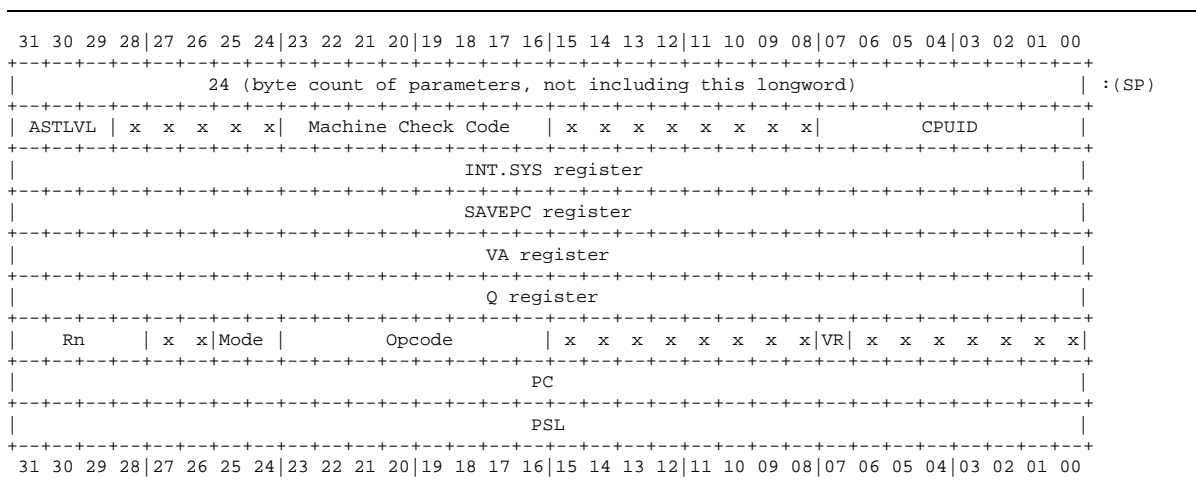 31 30 29 28|27 26 25 24|23 22 21 20|19 18 17 16|15 14 13 12|11 10 09 08|07 06 05 04|03 02 01 00
+--+--+--+--+--+--+--+--+--+--+--+--+--+--+--+--+--+--+--+--+--+--+--+--+--+--+--+--+--+--+--+--+
| 24 (byte count of parameters, not including this longword) | :(SP)
+--+--+--+--+--+--+--+--+--+--+--+--+--+--+--+--+--+--+--+--+--+--+--+--+--+--+--+--+--+--+--+--+
| ASTLVL | x x x x x| Machine Check Code | x x x x x x x x| CPUID |
+--+--+--+--+--+--+--+--+--+--+--+--+--+--+--+--+--+--+--+--+--+--+--+--+--+--+--+--+--+--+--+--+
| INT.SYS register |
+--+--+--+--+--+--+--+--+--+--+--+--+--+--+--+--+--+--+--+--+--+--+--+--+--+--+--+--+--+--+--+--+
| SAVEPC register |
+--+--+--+--+--+--+--+--+--+--+--+--+--+--+--+--+--+--+--+--+--+--+--+--+--+--+--+--+--+--+--+--+
| VA register |
+--+--+--+--+--+--+--+--+--+--+--+--+--+--+--+--+--+--+--+--+--+--+--+--+--+--+--+--+--+--+--+--+
| Q register |
+--+--+--+--+--+--+--+--+--+--+--+--+--+--+--+--+--+--+--+--+--+--+--+--+--+--+--+--+--+--+--+--+
| Rn | x x|Mode | Opcode | x x x x x x x x|VR| x x x x x x x|
+--+--+--+--+--+--+--+--+--+--+--+--+--+--+--+--+--+--+--+--+--+--+--+--+--+--+--+--+--+--+--+--+
| PC |
+--+--+--+--+--+--+--+--+--+--+--+--+--+--+--+--+--+--+--+--+--+--+--+--+--+--+--+--+--+--+--+--+
| PSL |
+--+--+--+--+--+--+--+--+--+--+--+--+--+--+--+--+--+--+--+--+--+--+--+--+--+--+--+--+--+--+--+--+
31 30 29 28|27 26 25 24|23 22 21 20|19 18 17 16|15 14 13 12|11 10 09 08|07 06 05 04|03 02 01 00